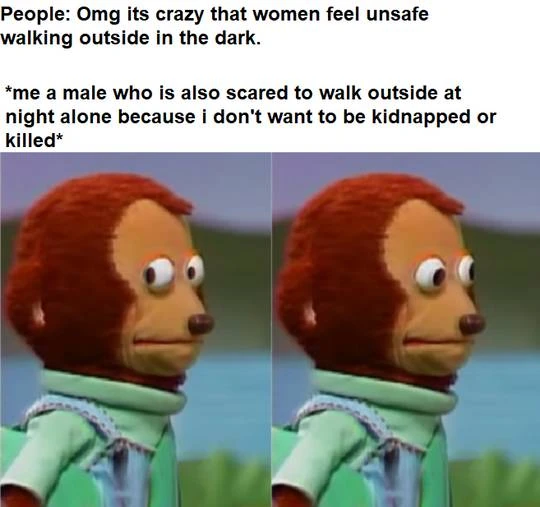 People: Omg its crazy that women feel unsafe
walking outside in the dark.
*me a male who is also scared to walk outside at
night alone because i don't want to be kidnapped or
killed*